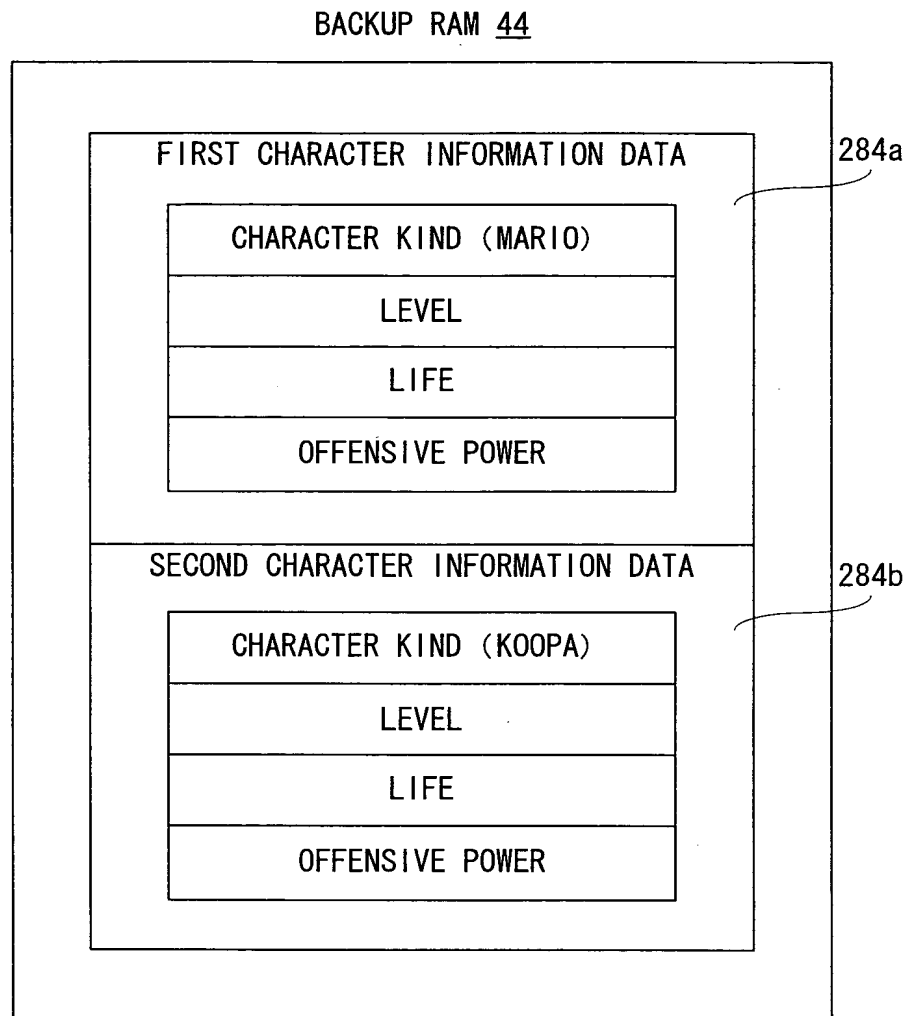 BACKUP RAM 44
FIRST CHARACTER INFORMATION DATA
284a
CHARACTER KIND (MARIO)
LEVEL
LIFE
OFFENSIVE POWER
SECOND CHARACTER INFORMATION DATA
284b
CHARACTER KIND (KOOPA)
LEVEL
LIFE
OFFENSIVE POWER